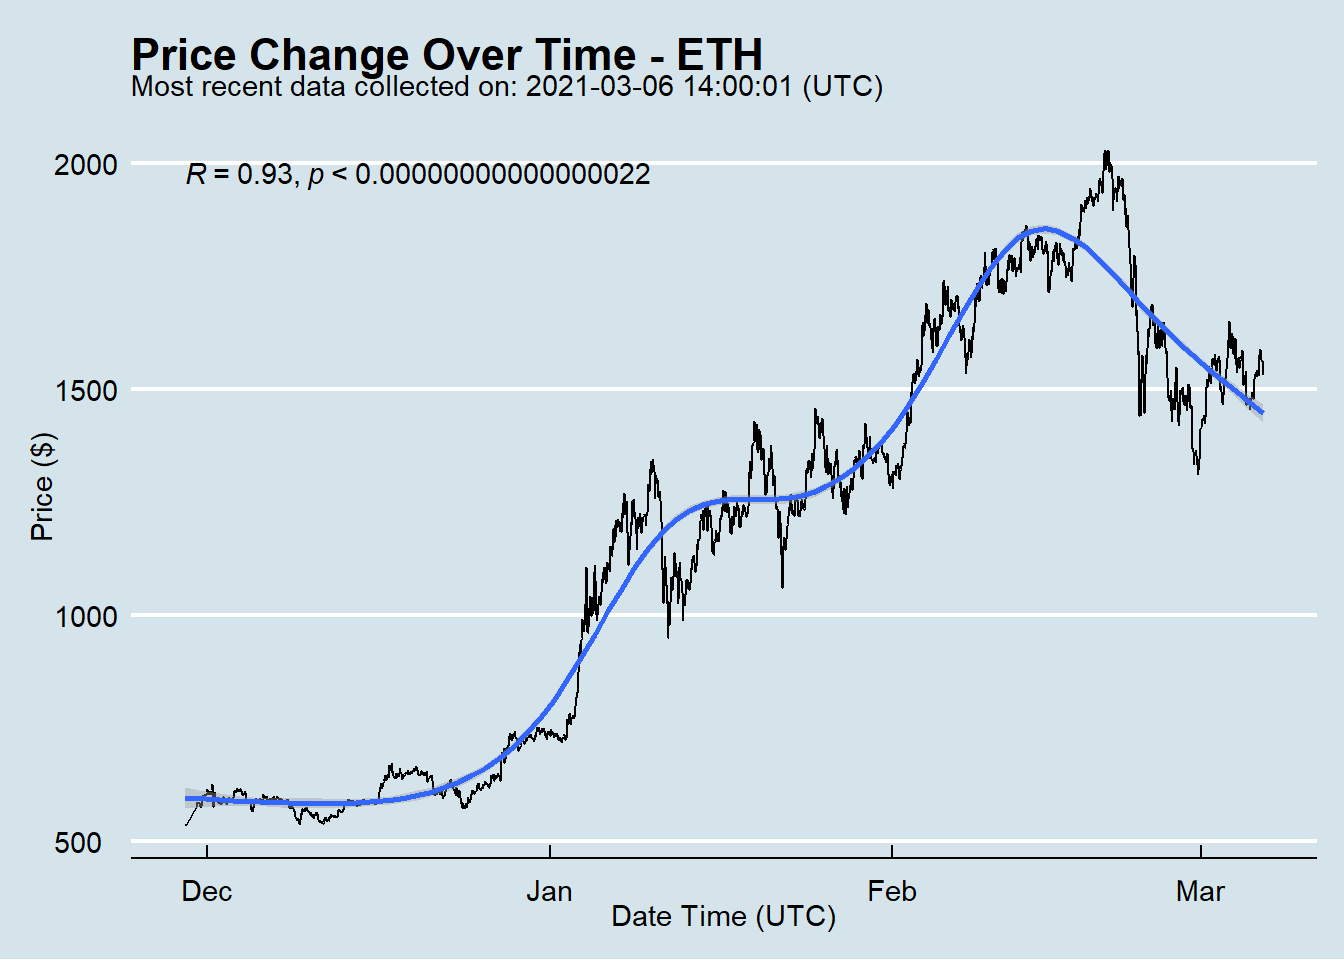 Price Change Over Time - ETH
Most recent data collected on: 2021-03-06 14:00:01 (UTC)
R = 0.93, p < 0.00000000000000022
2000
1500
1000
500
Price ($)
Dec Jan Feb Mar
Date Time (UTC)